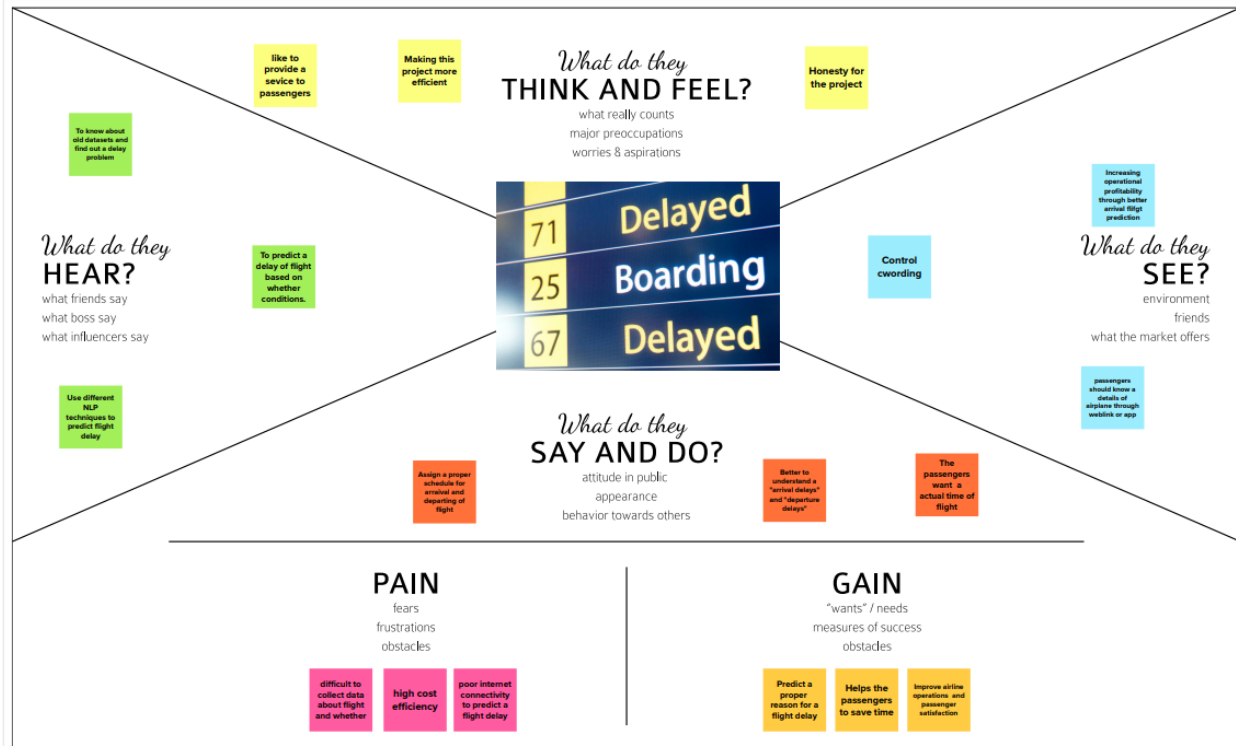 like to
provide a
sevice to
passengers
Making this
project more
efficient
What do they
THINK AND FEEL?
what really counts
major preoccupations
worries & aspirations
Honesty for
the project
To know about
old datasets and
find out a delay
problem
What do they
HEAR?
what friends say
what boss say
what influencers say
To predict a
delay of flight
based on
whether
conditions.
Use different
NLP
techniques to
predict flight
delay
71 Delayed
25 Boarding
67 Delayed
Control
cwording
Increasing
operational
profitability
through better
arrival flifgt
prediction
What do they
SEE?
environment
friends
what the market offers
passengers
should know a
details of
airplane through
weblink or app
What do they
SAY AND DO?
attitude in public
appearance
behavior towards others
Assign a proper
schedule for
arraival and
departing of
flight
Better to
understand a
"arrival delays"
and "departure
delays"
The
passengers
want a
actual time of
flight
PAIN
fears
frustrations
obstacles
difficult to
collect data
about flight
and whether
high cost
efficiency
poor internet
connectivity
to predict a
flight delay
GAIN
"wants" / needs
measures of success
obstacles
Predict a
proper
reason for a
flight delay
Helps the
passengers
to save time
Improve airline
operations and
passenger
satisfaction